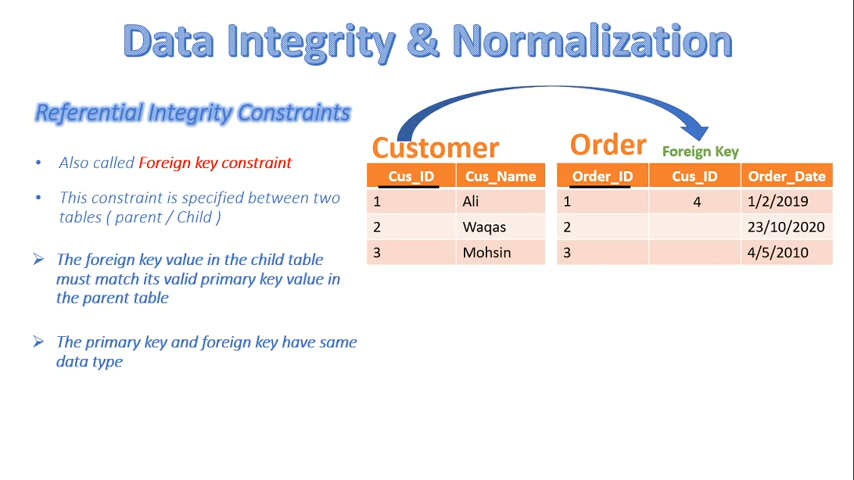 Data Integrity & Normalization
Referential Integrity Constraints
• Also called Foreign key constraint
• This constraint is specified between two
tables ( parent / Child )
➢ The foreign key value in the child table
must match its valid primary key value in
the parent table
➢ The primary key and foreign key have same
data type
Customer
Cus_ID Cus_Name
1 Ali
2 Waqas
3 Mohsin
Order Foreign Key
Order_ID Cus_ID Order_Date
1 4 1/2/2019
2 23/10/2020
3 4/5/2010